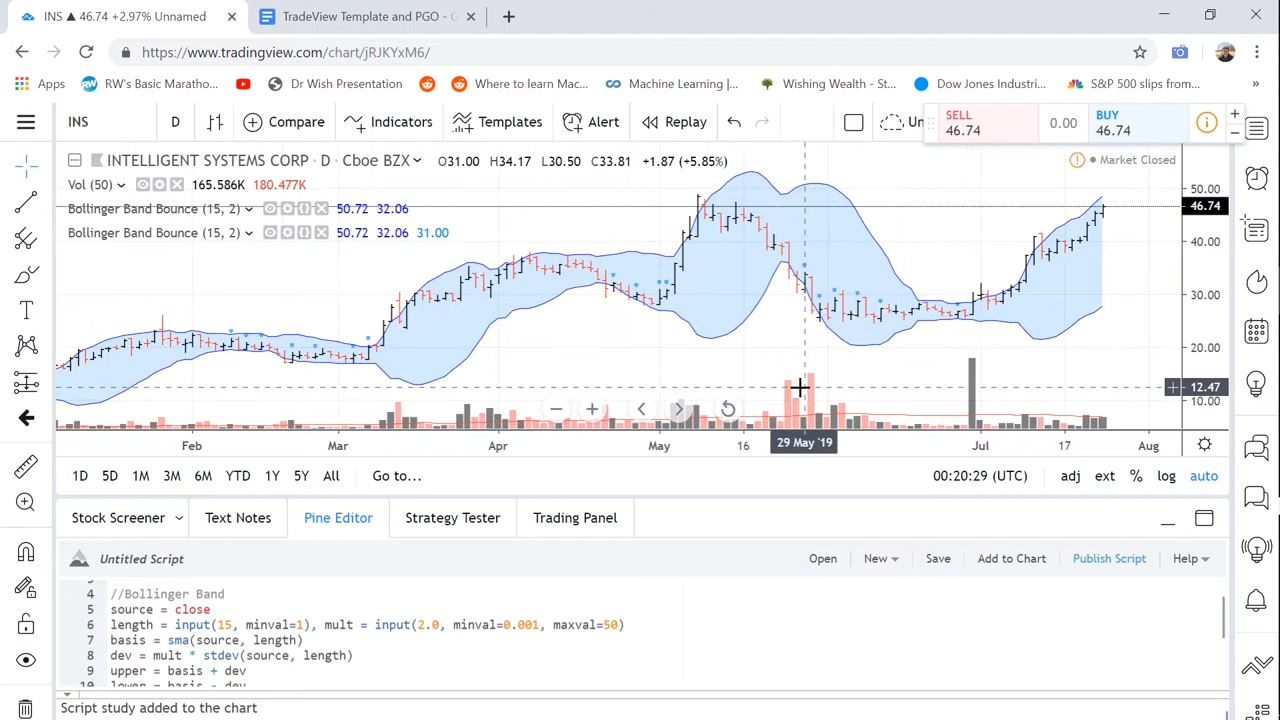 INS ▲ 46.74 +2.97% Unnamed
TradeView Template and PGO - G
https://www.tradingview.com/chart/jRJKYxM6/
Apps RW's Basic Maratho... Dr Wish Presentation Where to learn Mac... Machine Learning |... Wishing Wealth - St... Dow Jones Industri... S&P 500 slips from... »
INS D Compare Indicators Templates Alert Replay Un
SELL 46.74 0.00 BUY 46.74
INTELLIGENT SYSTEMS CORP · D · Cboe BZX O31.00 H34.17 L30.50 C33.81 +1.87 (+5.85%) Market Closed
Vol (50) 165.586K 180.477K
Bollinger Band Bounce (15, 2) 50.72 32.06
Bollinger Band Bounce (15, 2) 50.72 32.06 31.00
50.00
46.74
40.00
30.00
20.00
12.47
10.00
Feb Mar Apr May 16 29 May '19 Jul 17 Aug
1D 5D 1M 3M 6M YTD 1Y 5Y All Go to... 00:20:29 (UTC) adj ext % log auto
Stock Screener Text Notes Pine Editor Strategy Tester Trading Panel
Untitled Script Open New Save Add to Chart Publish Script Help
4 //Bollinger Band
5 source = close
6 length = input(15, minval=1), mult = input(2.0, minval=0.001, maxval=50)
7 basis = sma(source, length)
8 dev = mult * stdev(source, length)
9 upper = basis + dev
10 lower = basis - dev
Script study added to the chart